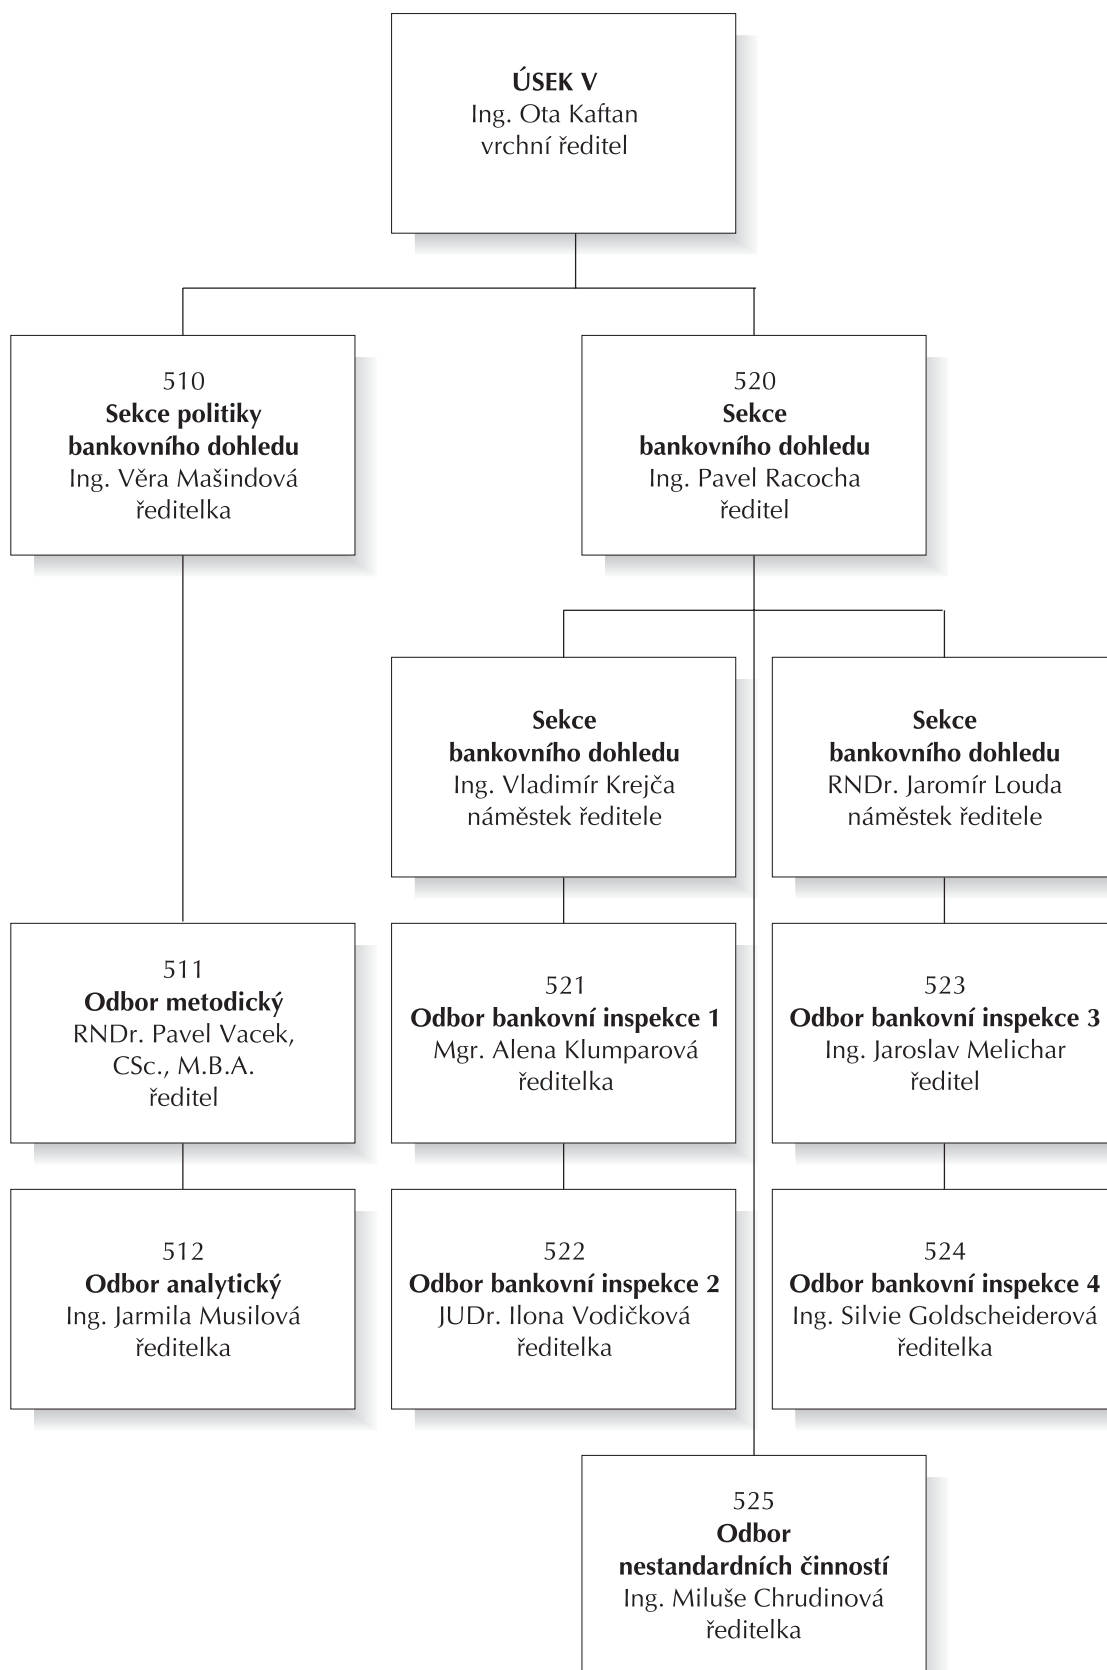 ÚSEK V
Ing. Ota Kaftan
vrchní ředitel
510
Sekce politiky
bankovního dohledu
Ing. Věra Mašindová
ředitelka
520
Sekce
bankovního dohledu
Ing. Pavel Racocha
ředitel
Sekce
bankovního dohledu
Ing. Vladimír Krejča
náměstek ředitele
Sekce
bankovního dohledu
RNDr. Jaromír Louda
náměstek ředitele
511
Odbor metodický
RNDr. Pavel Vacek,
CSc., M.B.A.
ředitel
521
Odbor bankovní inspekce 1
Mgr. Alena Klumparová
ředitelka
523
Odbor bankovní inspekce 3
Ing. Jaroslav Melichar
ředitel
512
Odbor analytický
Ing. Jarmila Musilová
ředitelka
522
Odbor bankovní inspekce 2
JUDr. Ilona Vodičková
ředitelka
524
Odbor bankovní inspekce 4
Ing. Silvie Goldscheiderová
ředitelka
525
Odbor
nestandardních činností
Ing. Miluše Chrudinová
ředitelka